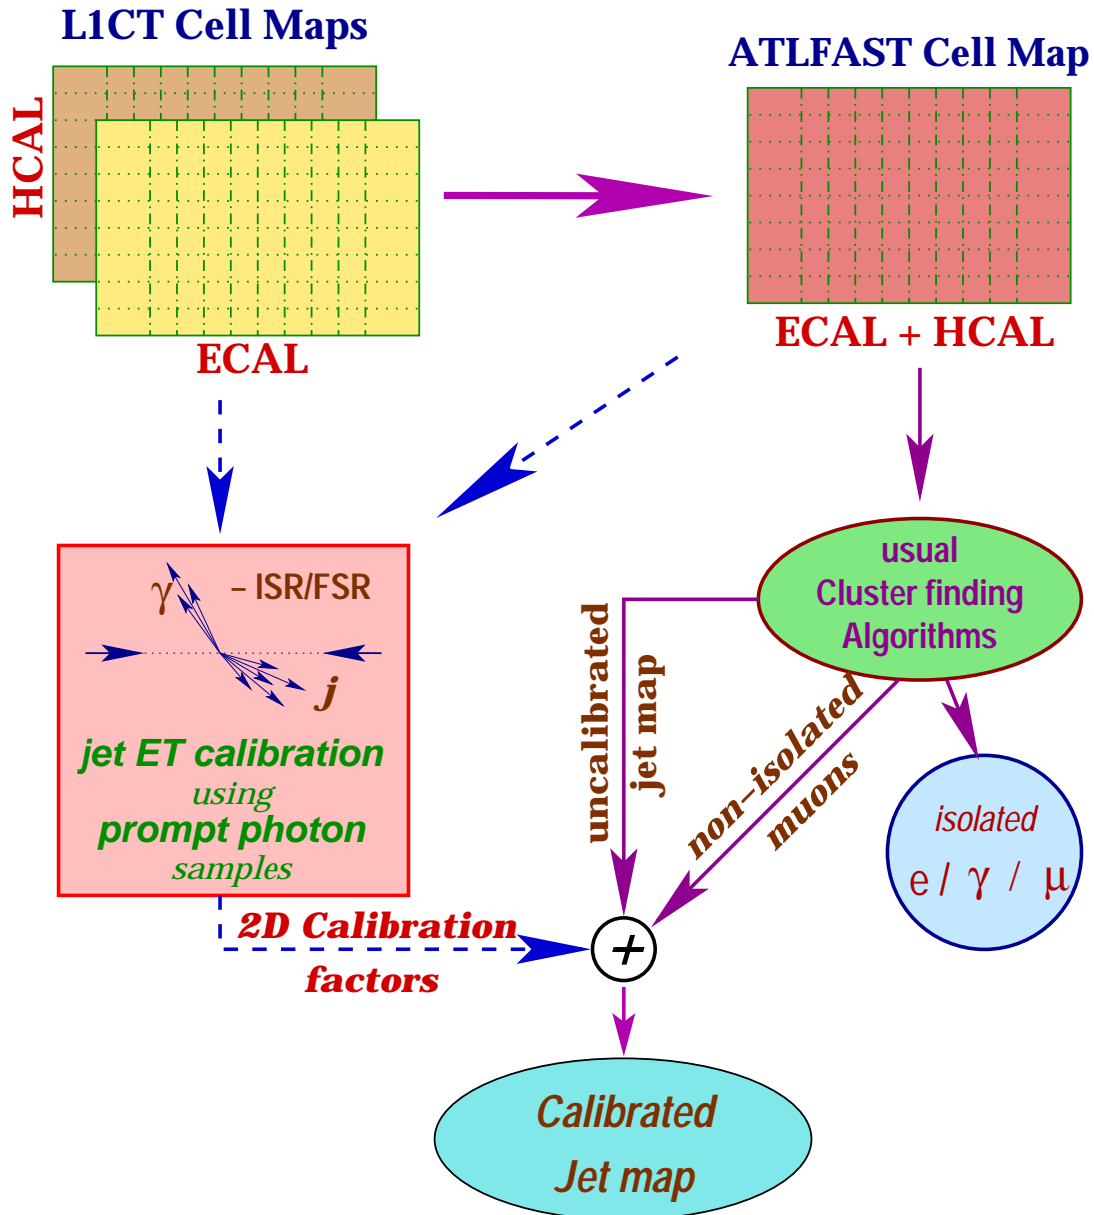 L1CT Cell Maps
ATLFAST Cell Map
HCAL
ECAL
ECAL + HCAL
γ
– ISR/FSR
j
jet ET calibration
using
prompt photon
samples
usual
Cluster finding
Algorithms
uncalibrated
jet map
non–isolated
muons
isolated
e / γ / μ
2D Calibration
factors
+
Calibrated
Jet map